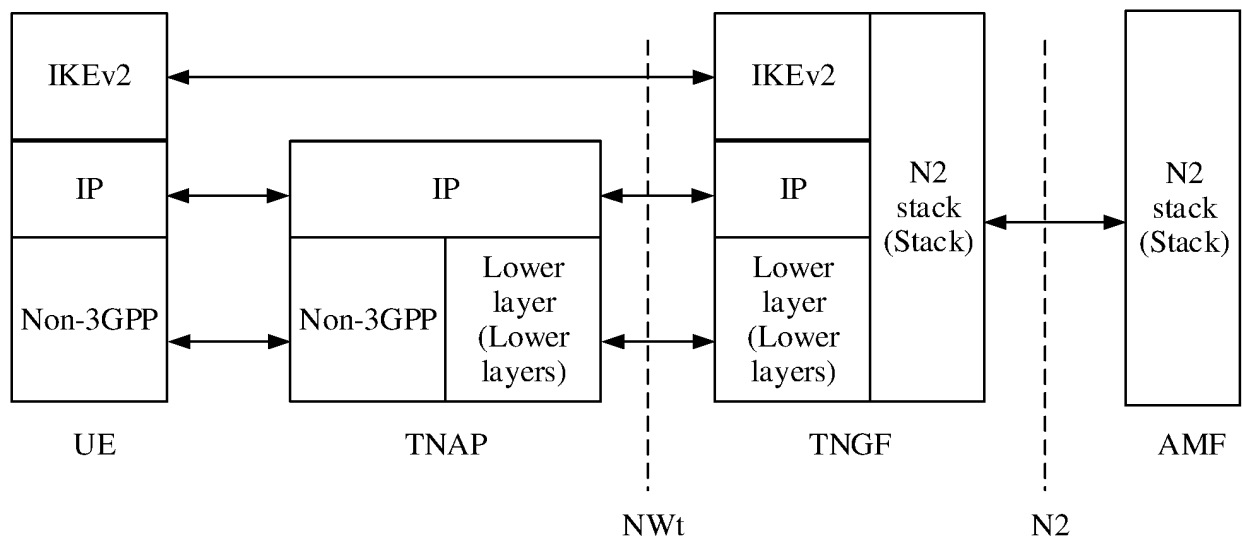 IKEv2
IKEv2
IP
IP
IP
N2
stack
(Stack)
N2
stack
(Stack)
Non-3GPP
Non-3GPP
Lower
layer
(Lower
layers)
Lower
layer
(Lower
layers)
UE
TNAP
TNGF
AMF
NWt
N2